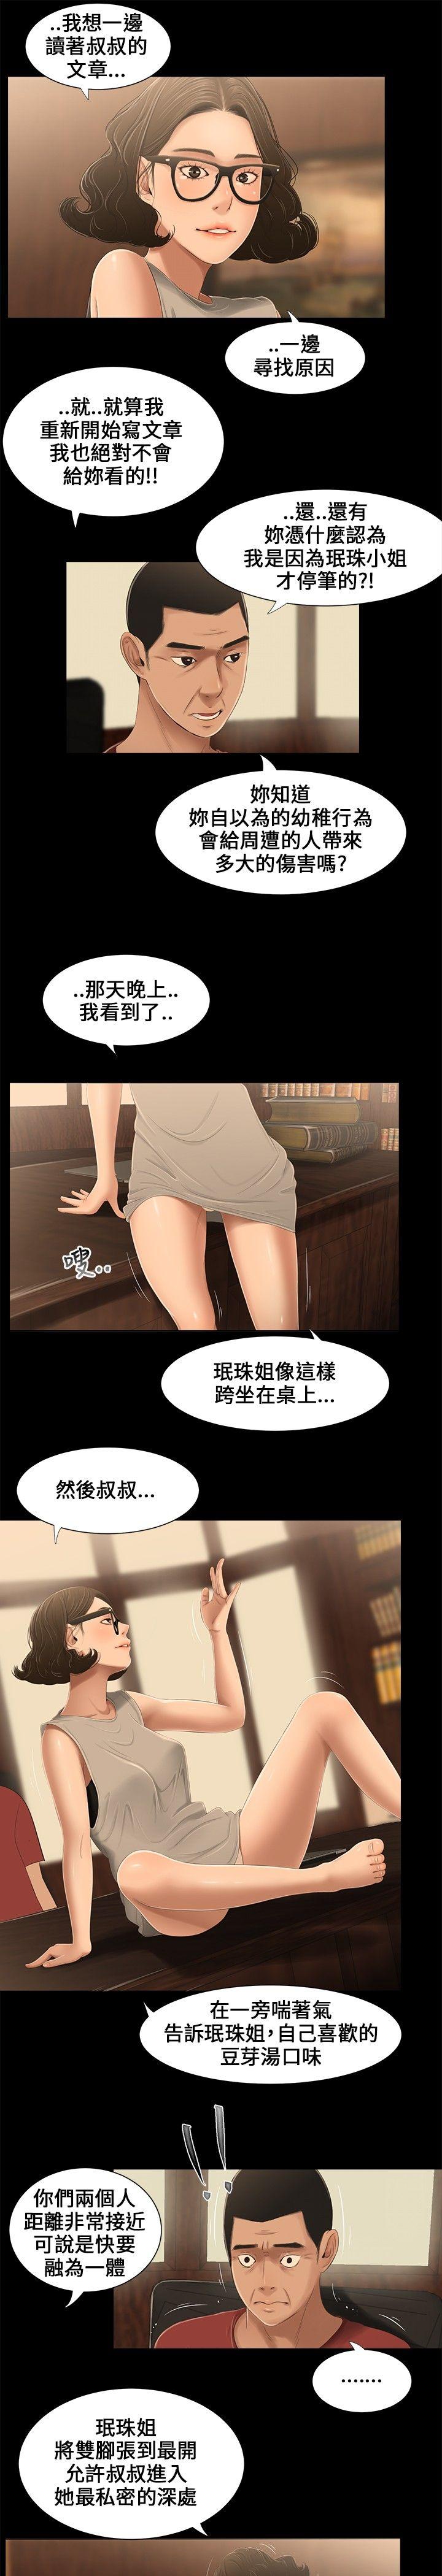 ..我想一邊
讀著叔叔的
文章...
..一邊
尋找原因
..就..就算我
重新開始寫文章
我也絕對不會
給妳看的!!
..還..還有
妳憑什麼認為
我是因為珉珠小姐
才停筆的?!
妳知道
妳自以為的幼稚行為
會給周遭的人帶來
多大的傷害嗎?
..那天晚上..
我看到了..
嗖..
珉珠姐像這樣
跨坐在桌上...
然後叔叔...
在一旁喘著氣
告訴珉珠姐,自己喜歡的
豆芽湯口味
你們兩個人
距離非常接近
可說是快要
融為一體
.......
珉珠姐
將雙腳張到最開
允許叔叔進入
她最私密的深處